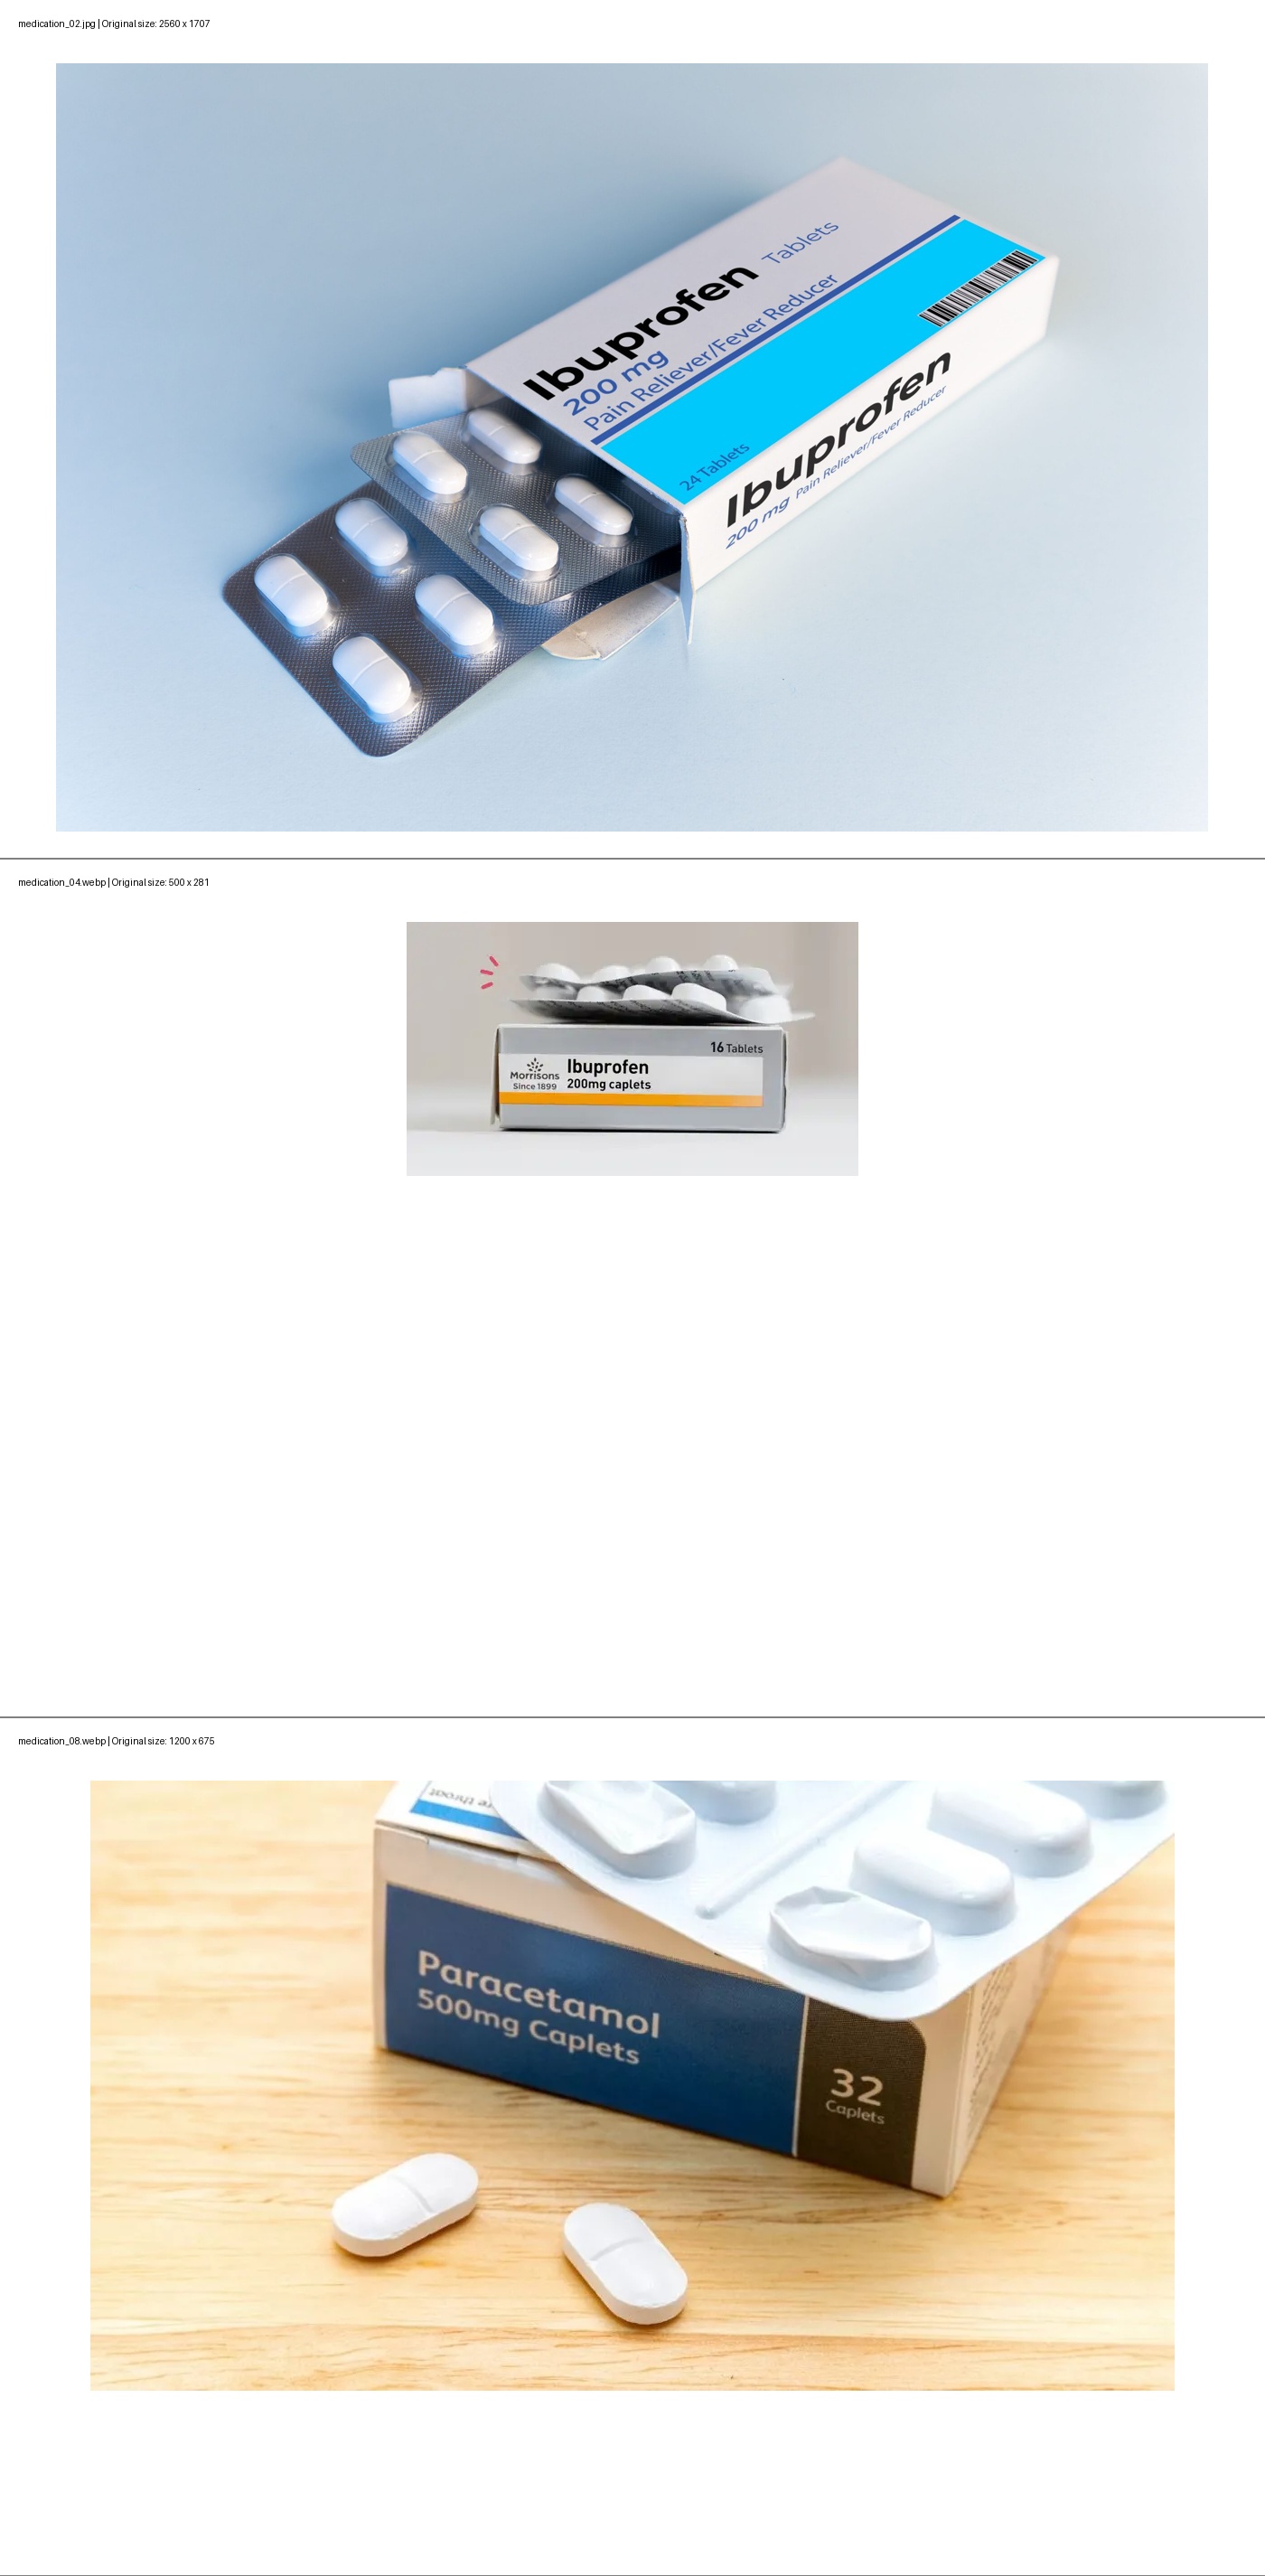 medication_02.jpg | Original size: 2560 x 1707
Ibuprofen Tablets
200 mg
Pain Reliever/Fever Reducer
24 Tablets
Ibuprofen
200 mg Pain Reliever/Fever Reducer
medication_04.webp | Original size: 500 x 281
16 Tablets
Morrisons
Since 1899
Ibuprofen
200mg caplets
medication_08.webp | Original size: 1200 x 675
throat
Paracetamol
500mg Caplets
32
Caplets